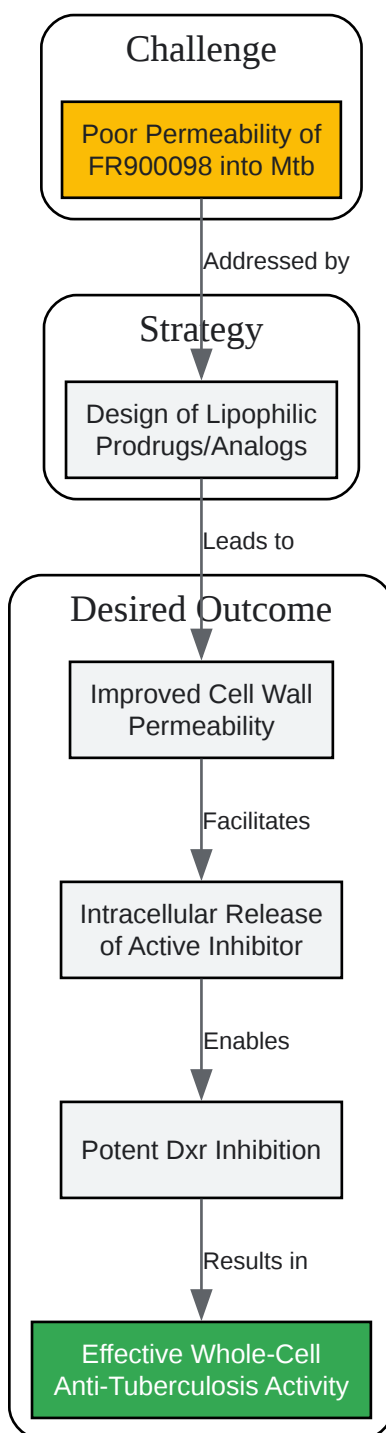 Challenge
Poor Permeability of
FR900098 into Mtb
Addressed by
Strategy
Design of Lipophilic
Prodrugs/Analogs
Leads to
Desired Outcome
Improved Cell Wall
Permeability
Facilitates
Intracellular Release
of Active Inhibitor
Enables
Potent Dxr Inhibition
Results in
Effective Whole-Cell
Anti-Tuberculosis Activity